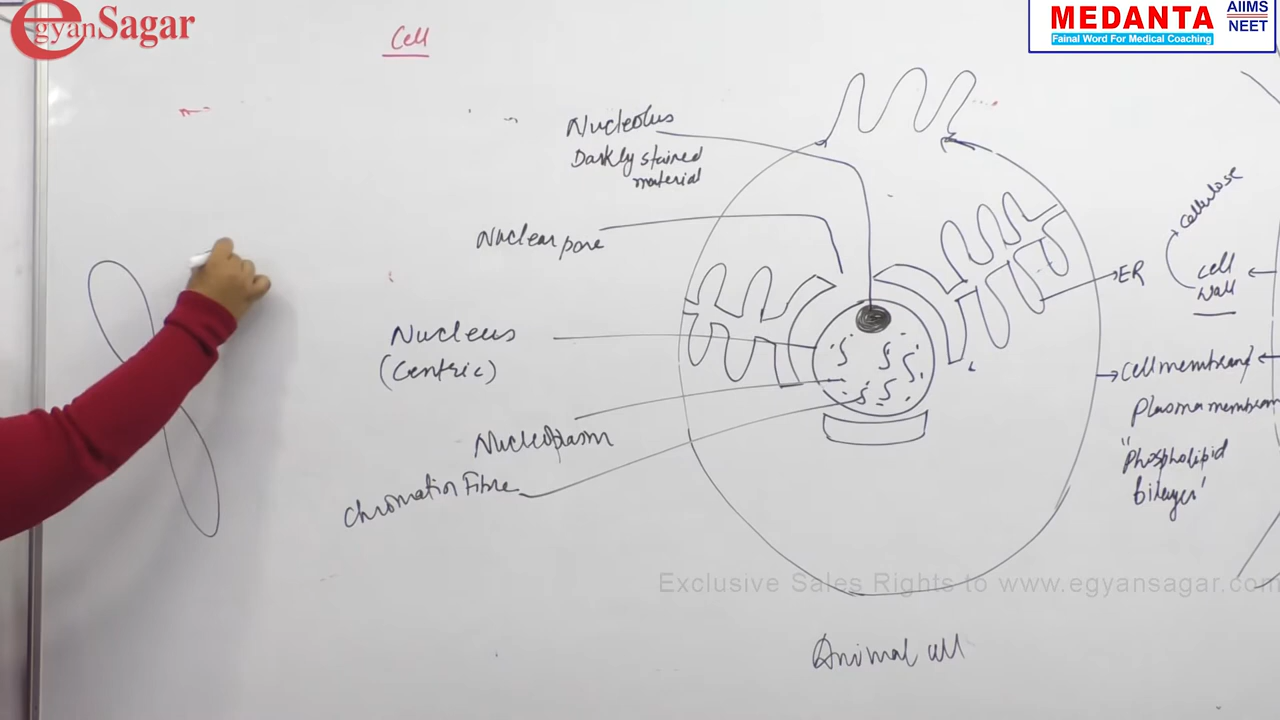 egyanSagar
MEDANTA
Fainal Word For Medical Coaching
AIIMS
NEET
Cell
Nucleolus
Darkly stained
material
Nuclear pore
Nucleus
(Centric)
Nucleoplasm
Chromation Fibre
ER
cellulose
cell
wall
cell membrane/
plasma membran
"phospholipid
bilayer"
Exclusive Sales Rights to www.egyansagar.com
Animal cell